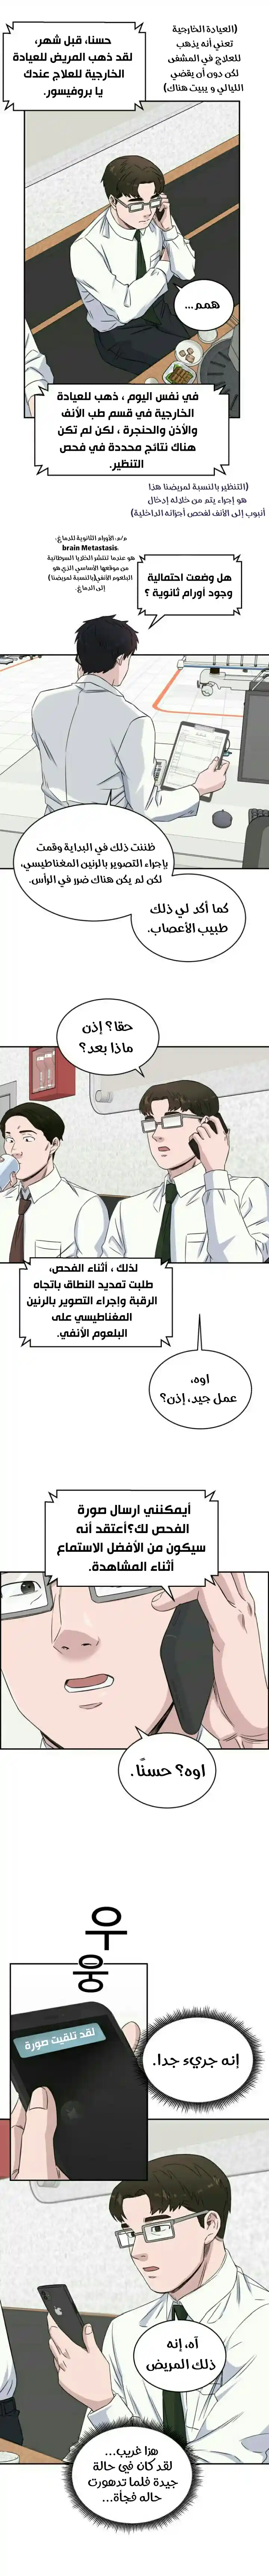 حسنا، قبل شهر،
لقد ذهب المريض للعيادة
الخارجية للعلاج عندك
يا بروفيسور.
(العيادة الخارجية
تعني أنه يذهب
للعلاج في المشفى
لكن دون أن يقضي
الليالي و يبيت هناك)
همم...
في نفس اليوم ، ذهب للعيادة
الخارجية في قسم طب الأنف
والأذن والحنجرة ، لكن لم تكن
هناك نتائج محددة في فحص
التنظير.
(التنظير بالنسبة لمريضنا هذا
هو إجراء يتم من خلاله إدخال
أنبوب إلى الأنف لفحص أجزائه الداخلية)
م/م: الأورام الثانوية للدماغ.
brain Metastasis.
هو عندما تنتشر الخلايا السرطانية
من موقعها الأساسي الذي هو
البلعوم الأنفي(بالنسبة لمريضنا)
إلى الدماغ.
هل وضعت احتمالية
وجود أورام ثانوية ؟
ظننت ذلك في البداية وقمت
بإجراء التصوير بالرنين المغناطيسي،
لكن لم يكن هناك ضرر في الرأس.
كما أكد لي ذلك
طبيب الأعصاب.
حقا؟ إذن
ماذا بعد؟
لذلك ، أثناء الفحص،
طلبت تمديد النطاق باتجاه
الرقبة وإجراء التصوير بالرنين
المغناطيسي على
البلعوم الأنفي.
اوه،
عمل جيد، إذن؟
أيمكنني ارسال صورة
الفحص لك؟أعتقد أنه
سيكون من الأفضل الاستماع
أثناء المشاهدة.
اوه؟ حسنًا.
우
웅
لقد تلقيت صورة
إنه جريء جدا.
آه، إنه
ذلك المريض
هزا غريب...
لقد كان في حالة
جيدة فلما تدهورت
حاله فجأة...